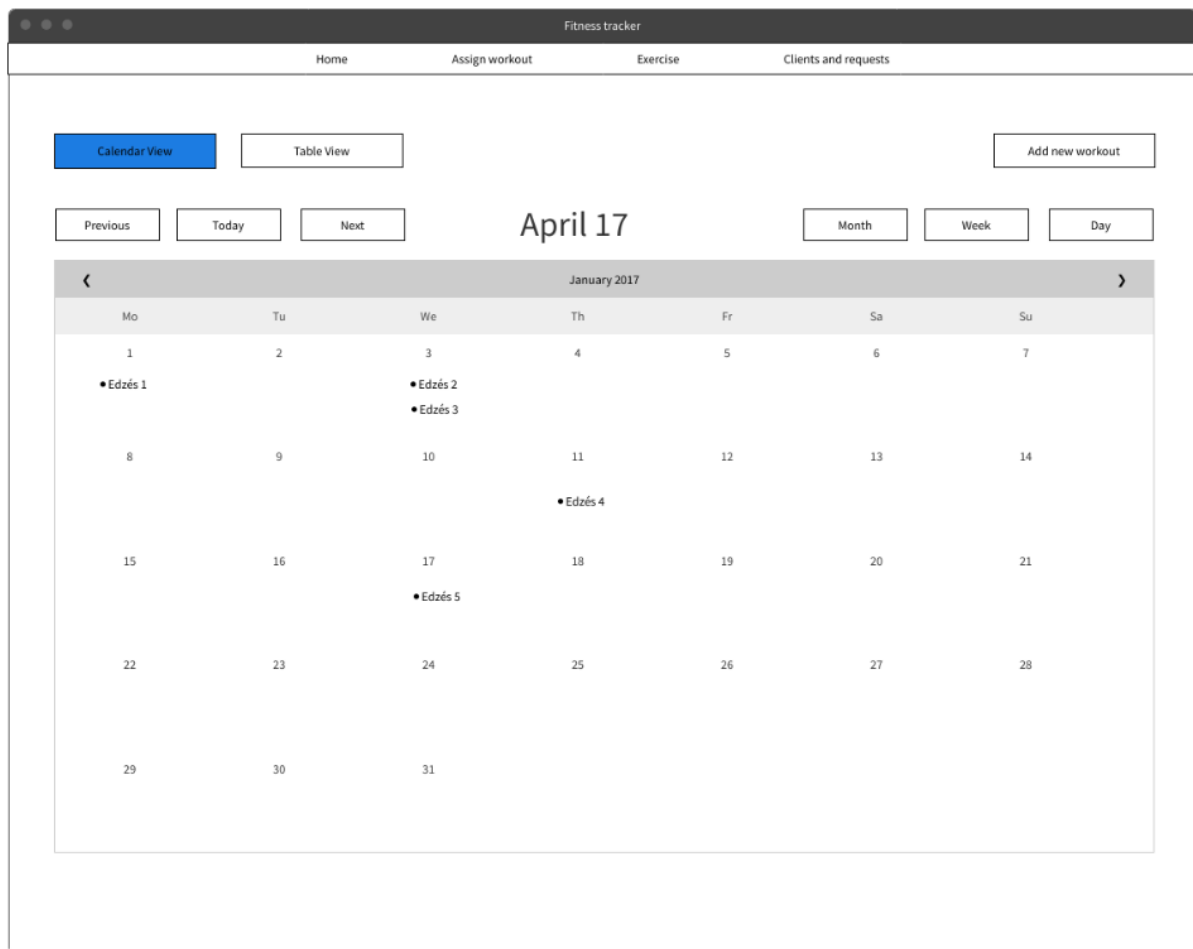 Fitness tracker
Home Assign workout Exercise Clients and requests
Calendar View Table View Add new workout
Previous Today Next April 17 Month Week Day
❮ January 2017 ❯
Mo Tu We Th Fr Sa Su
1 2 3 4 5 6 7
• Edzés 1 • Edzés 2
• Edzés 3
8 9 10 11 12 13 14
• Edzés 4
15 16 17 18 19 20 21
• Edzés 5
22 23 24 25 26 27 28
29 30 31